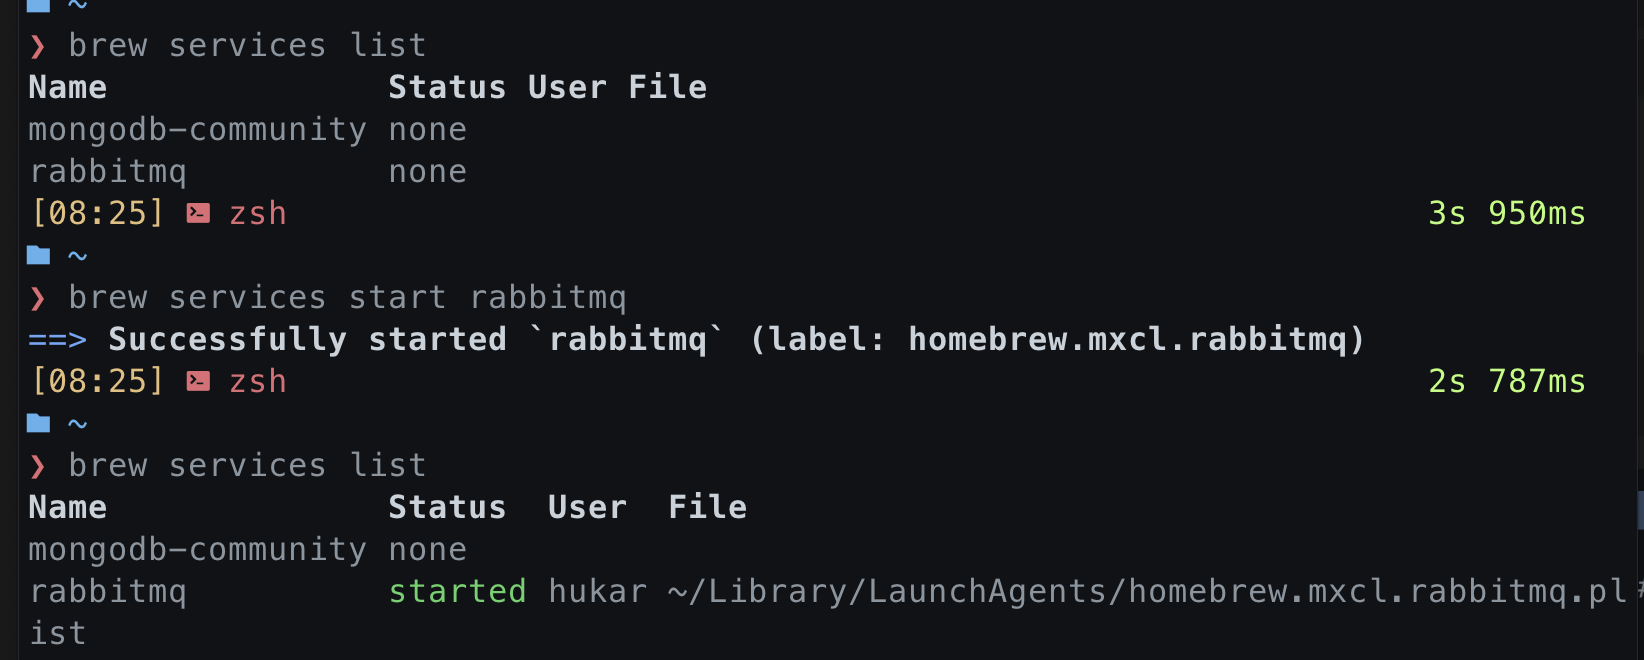 ~
❯ brew services list
Name              Status User File
mongodb-community none
rabbitmq          none
[08:25] zsh 3s 950ms
~
❯ brew services start rabbitmq
==> Successfully started `rabbitmq` (label: homebrew.mxcl.rabbitmq)
[08:25] zsh 2s 787ms
~
❯ brew services list
Name              Status  User  File
mongodb-community none
rabbitmq          started hukar ~/Library/LaunchAgents/homebrew.mxcl.rabbitmq.pl
ist